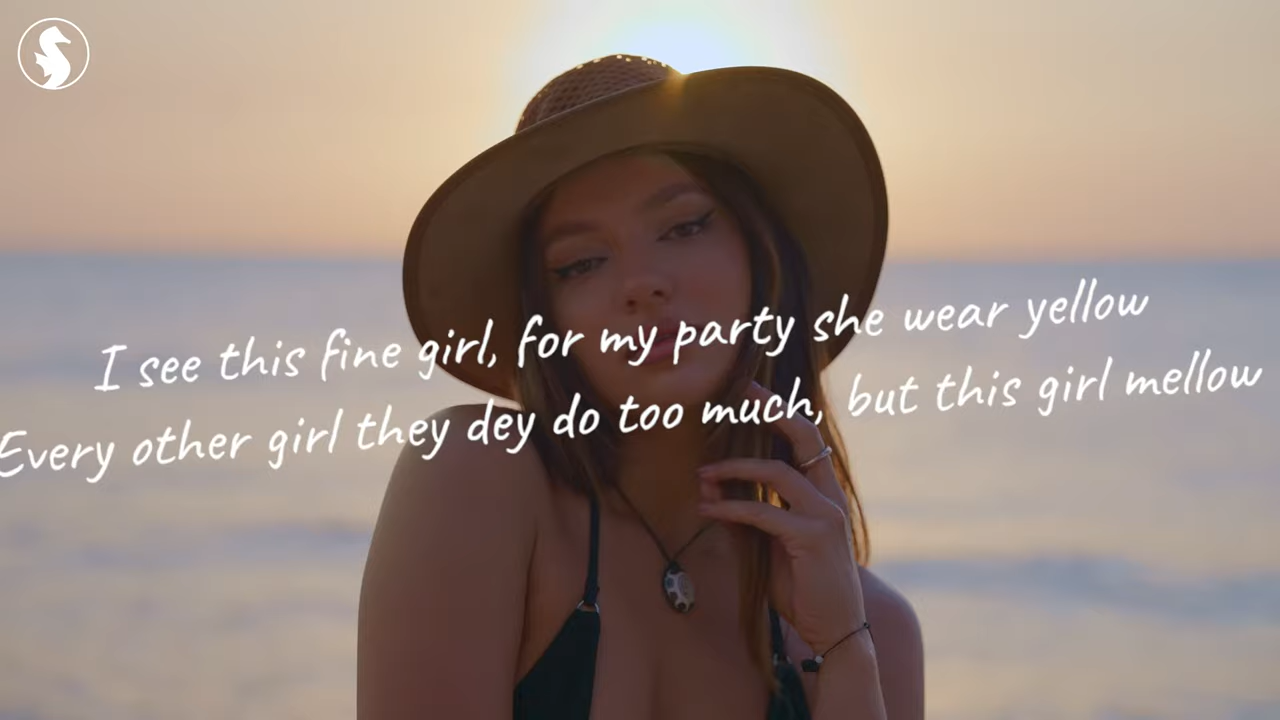 I see this fine girl, for my party she wear yellow
Every other girl they dey do too much, but this girl mellow